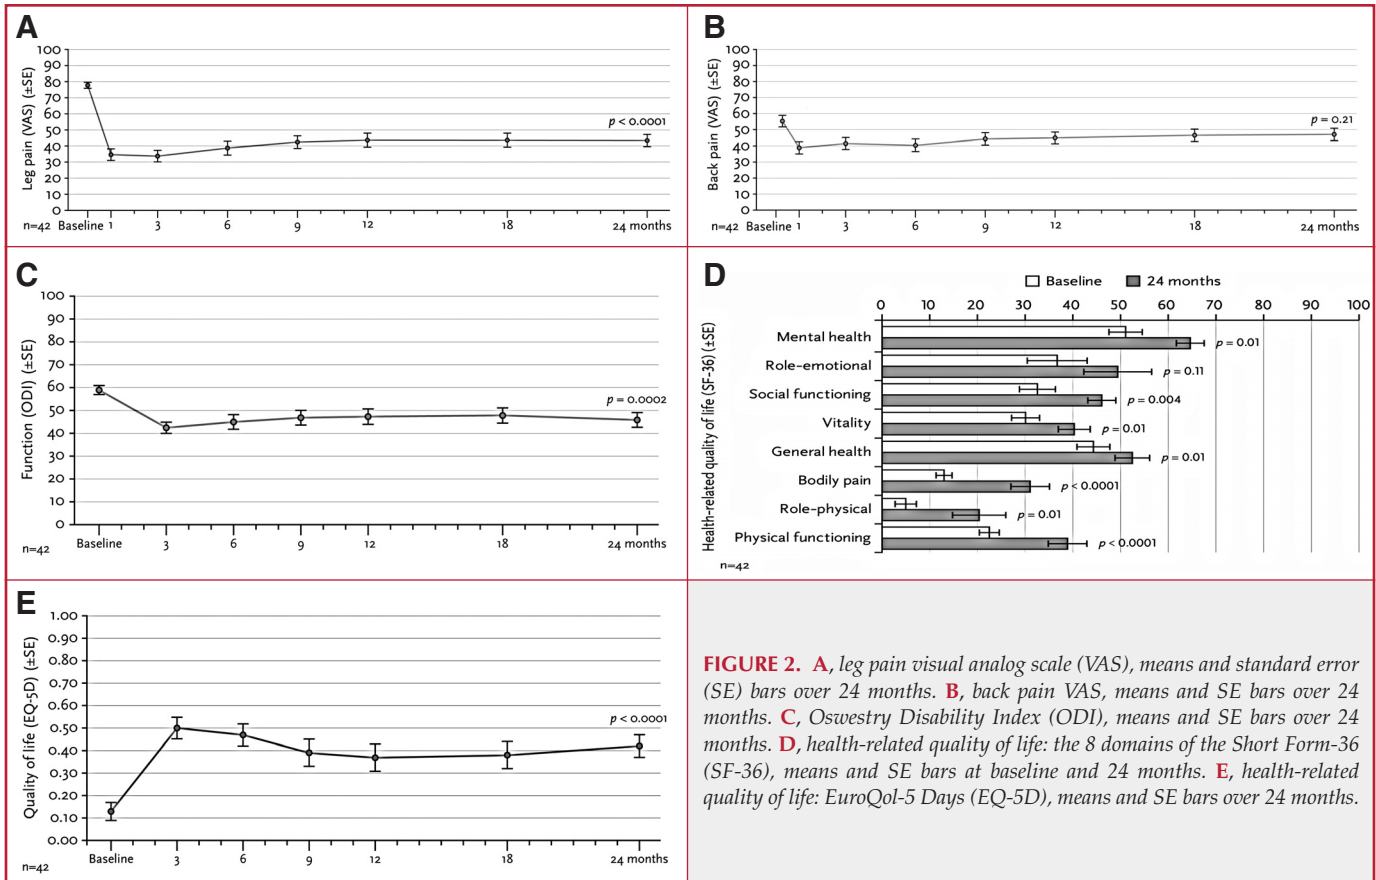 A
Leg pain (VAS) (±SE)
100
90
80
70
60
50
40
30
20
10
0
p < 0.0001
n=42 Baseline 1 3 6 9 12 18 24 months
B
Back pain (VAS) (±SE)
100
90
80
70
60
50
40
30
20
10
0
p = 0.21
n=42 Baseline 1 3 6 9 12 18 24 months
C
Function (ODI) (±SE)
100
90
80
70
60
50
40
30
20
10
0
p = 0.0002
Baseline 3 6 9 12 18 24 months
n=42
D
Baseline 24 months
0 10 20 30 40 50 60 70 80 90 100
Health-related quality of life (SF-36) (±SE)
Mental health p = 0.01
Role-emotional p = 0.11
Social functioning p = 0.004
Vitality p = 0.01
General health p = 0.01
Bodily pain p < 0.0001
Role-physical p = 0.01
Physical functioning p < 0.0001
n=42
E
Quality of life (EQ-5D) (±SE)
1.00
0.90
0.80
0.70
0.60
0.50
0.40
0.30
0.20
0.10
0.00
p < 0.0001
Baseline 3 6 9 12 18 24 months
n=42
FIGURE 2. A, leg pain visual analog scale (VAS), means and standard error
(SE) bars over 24 months. B, back pain VAS, means and SE bars over 24
months. C, Oswestry Disability Index (ODI), means and SE bars over 24
months. D, health-related quality of life: the 8 domains of the Short Form-36
(SF-36), means and SE bars at baseline and 24 months. E, health-related
quality of life: EuroQol-5 Days (EQ-5D), means and SE bars over 24 months.